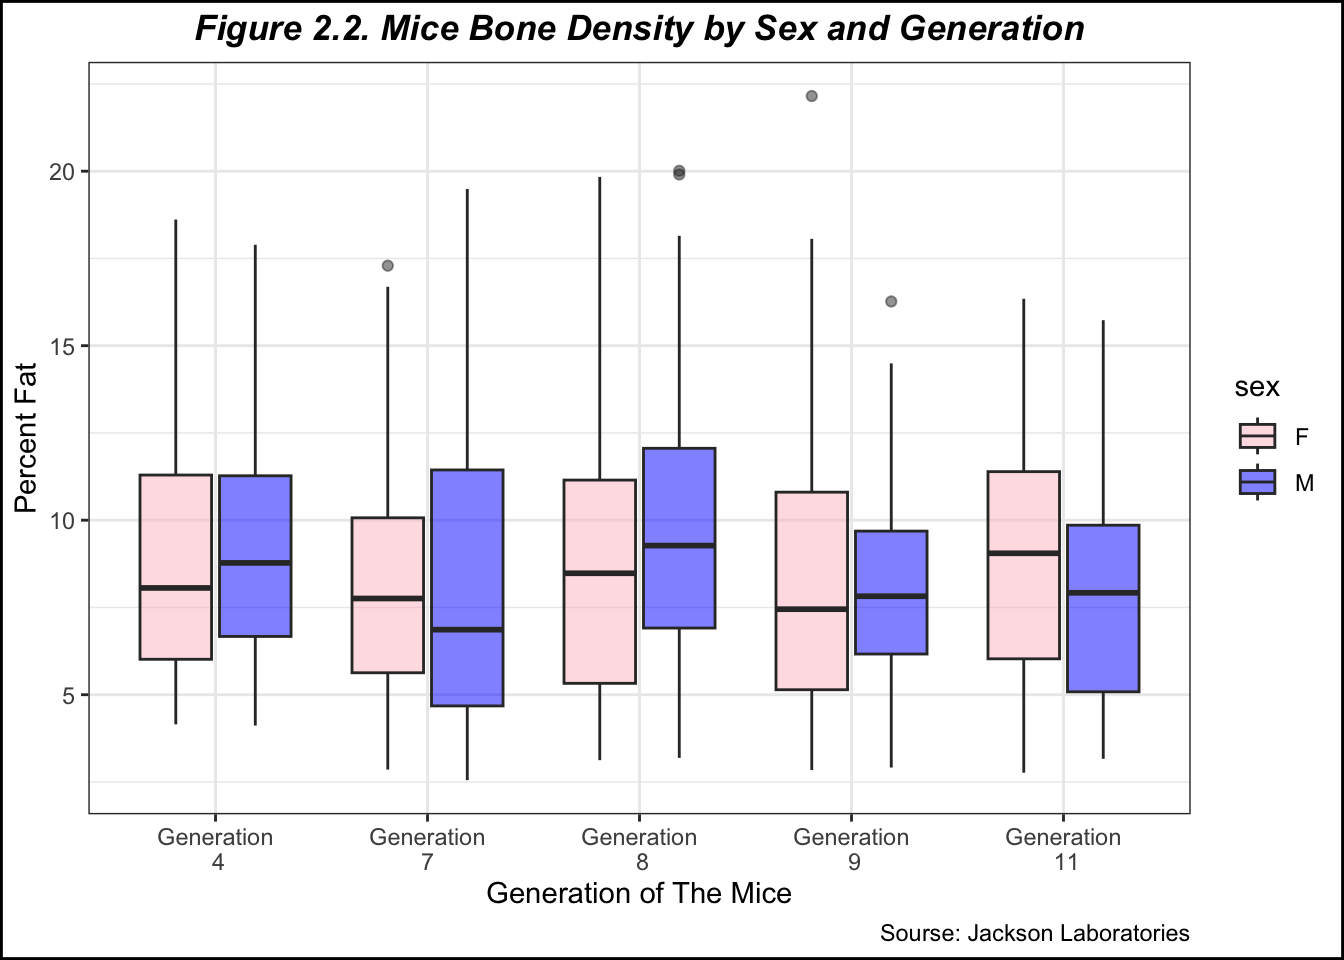 Figure 2.2. Mice Bone Density by Sex and Generation
Percent Fat
20
15
10
5
Generation
4
Generation
7
Generation
8
Generation
9
Generation
11
Generation of The Mice
sex
F
M
Sourse: Jackson Laboratories